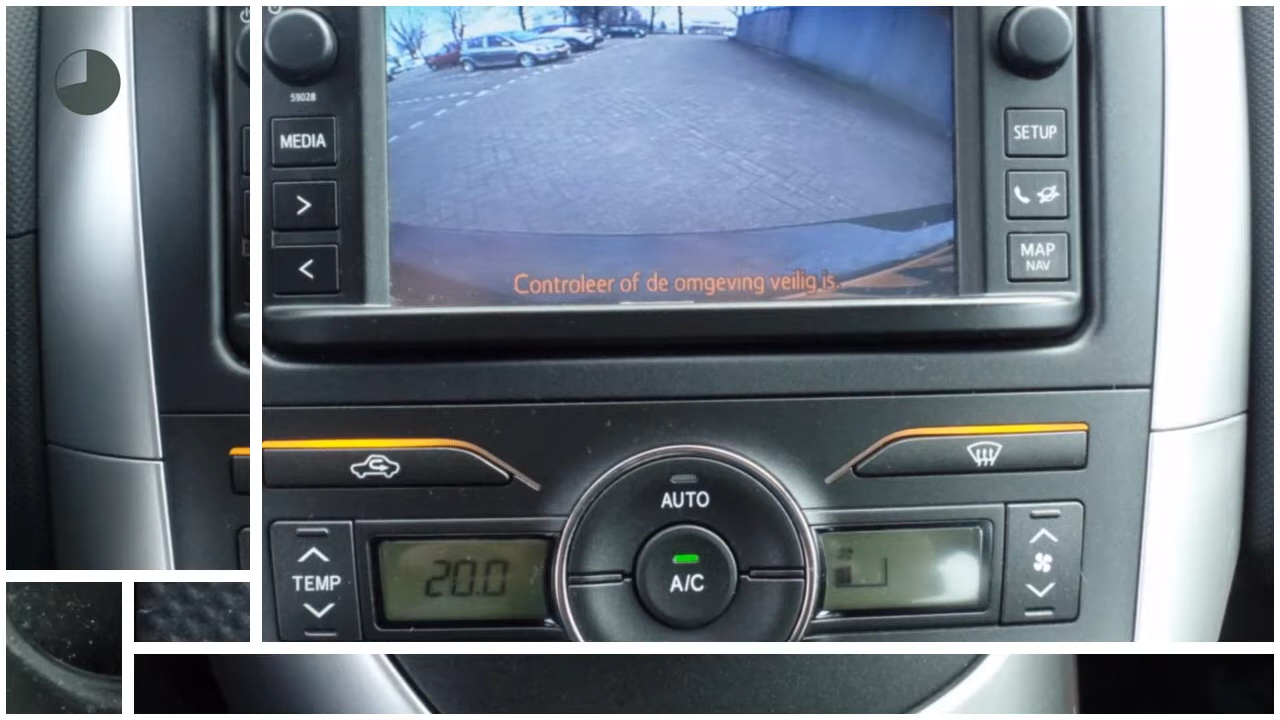 59028
MEDIA
>
<
SETUP
MAP
NAV
Controleer of de omgeving veilig is.
AUTO
A/C
TEMP
20.0